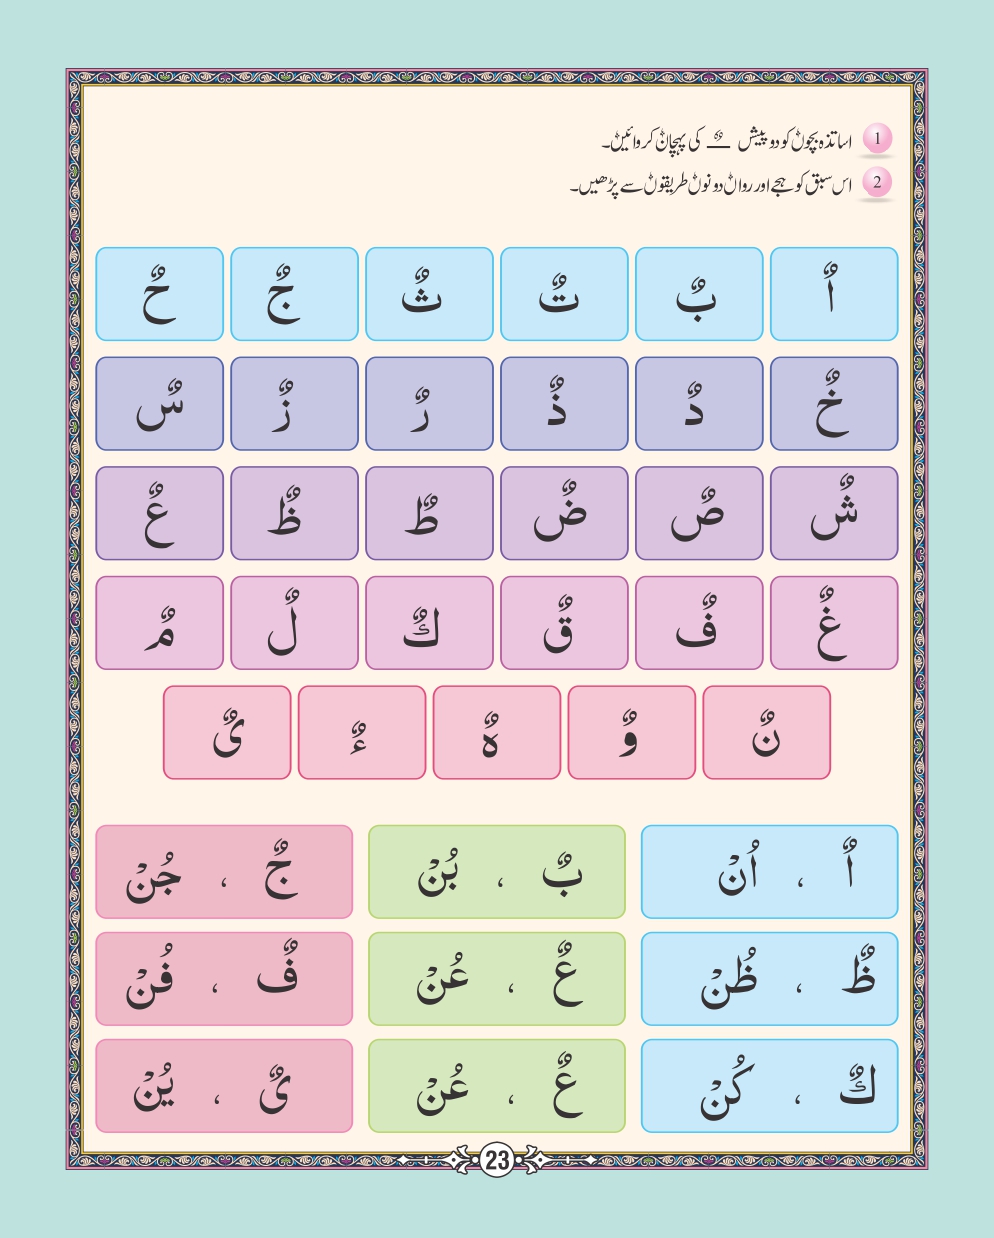 1 اساتذہ بچوں کو دو پیش ـٌـ کی پہچان کروائیں۔
2 اس سبق کو ہجے اور رواں دونوں طریقوں سے پڑھیں۔
اٌ بٌ تٌ ثٌ جٌ حٌ
خٌ دٌ ذٌ رٌ زٌ سٌ
شٌ صٌ ضٌ طٌ ظٌ عٌ
غٌ فٌ قٌ كٌ لٌ مٌ
نٌ وٌ هٌ ءٌ ىٌ
اٌ ، اُنْ بٌ ، بُنْ جٌ ، جُنْ
ظٌ ، ظُنْ عٌ ، عُنْ فٌ ، فُنْ
كٌ ، كُنْ عٌ ، عُنْ ىٌ ، يُنْ
23